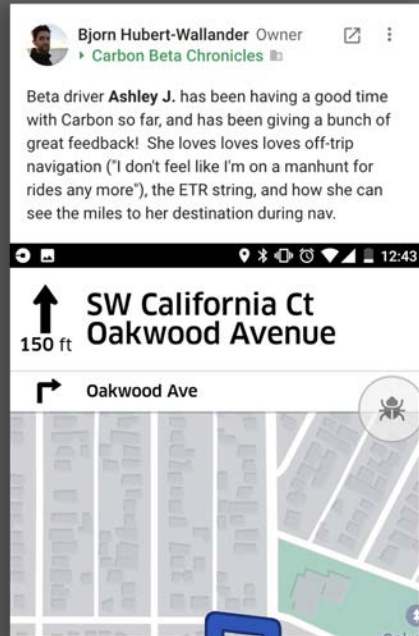 Bjorn Hubert-Wallander Owner
Carbon Beta Chronicles
Beta driver Ashley J. has been having a good time
with Carbon so far, and has been giving a bunch of
great feedback! She loves loves loves off-trip
navigation ("I don't feel like I'm on a manhunt for
rides any more"), the ETR string, and how she can
see the miles to her destination during nav.
12:43
SW California Ct
Oakwood Avenue
150 ft
Oakwood Ave